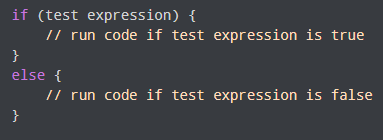 if (test expression) {
    // run code if test expression is true
}
else {
    // run code if test expression is false
}